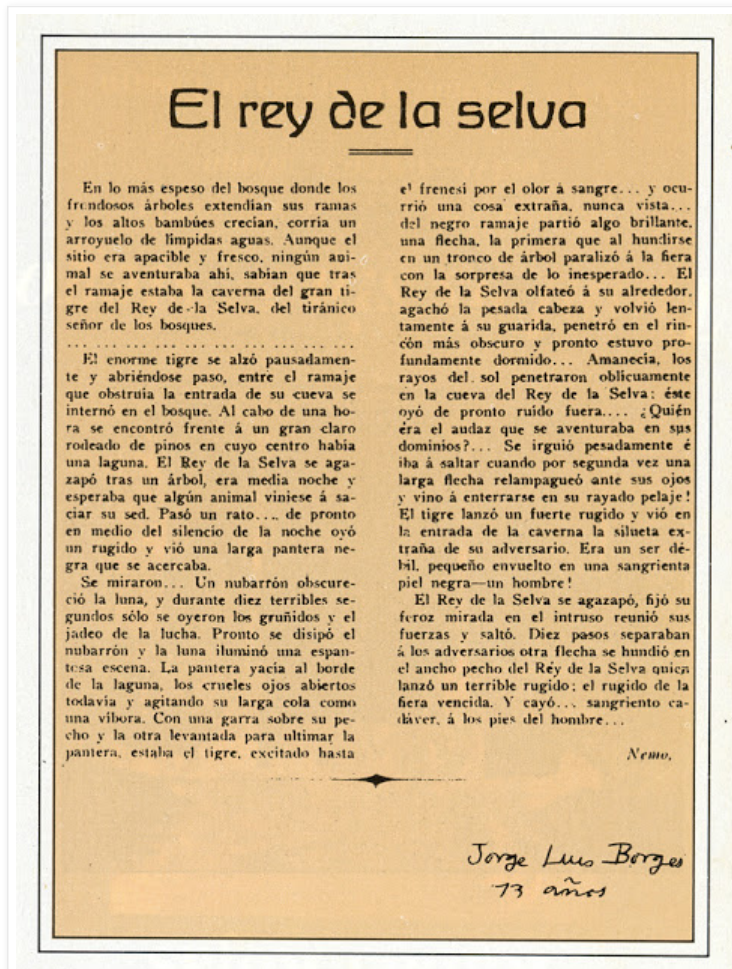 El rey de la selva
En lo más espeso del bosque donde los
frondosos árboles extendían sus ramas
y los altos bambúes crecían, corría un
arroyuelo de límpidas aguas. Aunque el
sitio era apacible y fresco, ningún ani-
mal se aventuraba ahí, sabían que tras
el ramaje estaba la caverna del gran ti-
gre del Rey de la Selva, del tiránico
señor de los bosques.
... ... ... ... ... ... ... ... ... ... ...
El enorme tigre se alzó pausadamen-
te y abriéndose paso, entre el ramaje
que obstruía la entrada de su cueva se
internó en el bosque. Al cabo de una ho-
ra se encontró frente á un gran claro
rodeado de pinos en cuyo centro había
una laguna. El Rey de la Selva se aga-
zapó tras un árbol, era media noche y
esperaba que algún animal viniese á sa-
ciar su sed. Pasó un rato.... de pronto
en medio del silencio de la noche oyó
un rugido y vió una larga pantera ne-
gra que se acercaba.
Se miraron... Un nubarrón obscure-
ció la luna, y durante diez terribles se-
gundos sólo se oyeron los gruñidos y el
jadeo de la lucha. Pronto se disipó el
nubarrón y la luna iluminó una espan-
tosa escena. La pantera yacía al borde
de la laguna, los crueles ojos abiertos
todavía y agitando su larga cola como
una víbora. Con una garra sobre su pe-
cho y la otra levantada para ultimar la
pantera, estaba el tigre, excitado hasta
el frenesí por el olor á sangre... y ocu-
rrió una cosa extraña, nunca vista...
del negro ramaje partió algo brillante,
una flecha, la primera que al hundirse
en un tronco de árbol paralizó á la fiera
con la sorpresa de lo inesperado... El
Rey de la Selva olfateó á su alrededor,
agachó la pesada cabeza y volvió len-
tamente á su guarida, penetró en el rin-
cón más obscuro y pronto estuvo pro-
fundamente dormido... Amanecía, los
rayos del sol penetraron oblicuamente
en la cueva del Rey de la Selva; éste
oyó de pronto ruido fuera.... ¿Quién
éra el audaz que se aventuraba en sus
dominios?... Se irguió pesadamente é
iba á saltar cuando por segunda vez una
larga flecha relampagueó ante sus ojos
y vino á enterrarse en su rayado pelaje!
El tigre lanzó un fuerte rugido y vió en
la entrada de la caverna la silueta ex-
traña de su adversario. Era un ser dé-
bil, pequeño envuelto en una sangrienta
piel negra—un hombre!
El Rey de la Selva se agazapó, fijó su
feroz mirada en el intruso reunió sus
fuerzas y saltó. Diez pasos separaban
á los adversarios otra flecha se hundió en
el ancho pecho del Rey de la Selva quien
lanzó un terrible rugido; el rugido de la
fiera vencida. Y cayó... sangriento ca-
dáver, á los pies del hombre...
Nemo.
Jorge Luis Borges
13 años